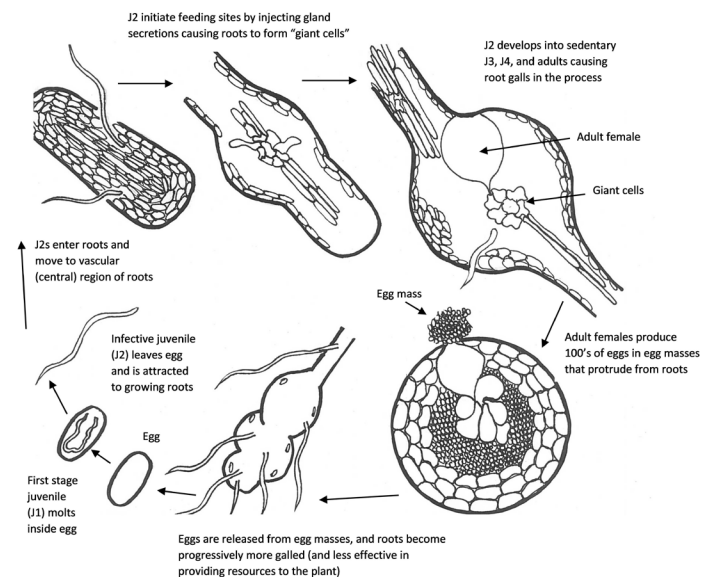 J2 initiate feeding sites by injecting gland
secretions causing roots to form “giant cells”
J2 develops into sedentary
J3, J4, and adults causing
root galls in the process
Adult female
Giant cells
J2s enter roots and
move to vascular
(central) region of roots
Egg mass
Adult females produce
100’s of eggs in egg masses
that protrude from roots
Infective juvenile
(J2) leaves egg
and is attracted
to growing roots
Egg
First stage
juvenile
(J1) molts
inside egg
Eggs are released from egg masses, and roots become
progressively more galled (and less effective in
providing resources to the plant)